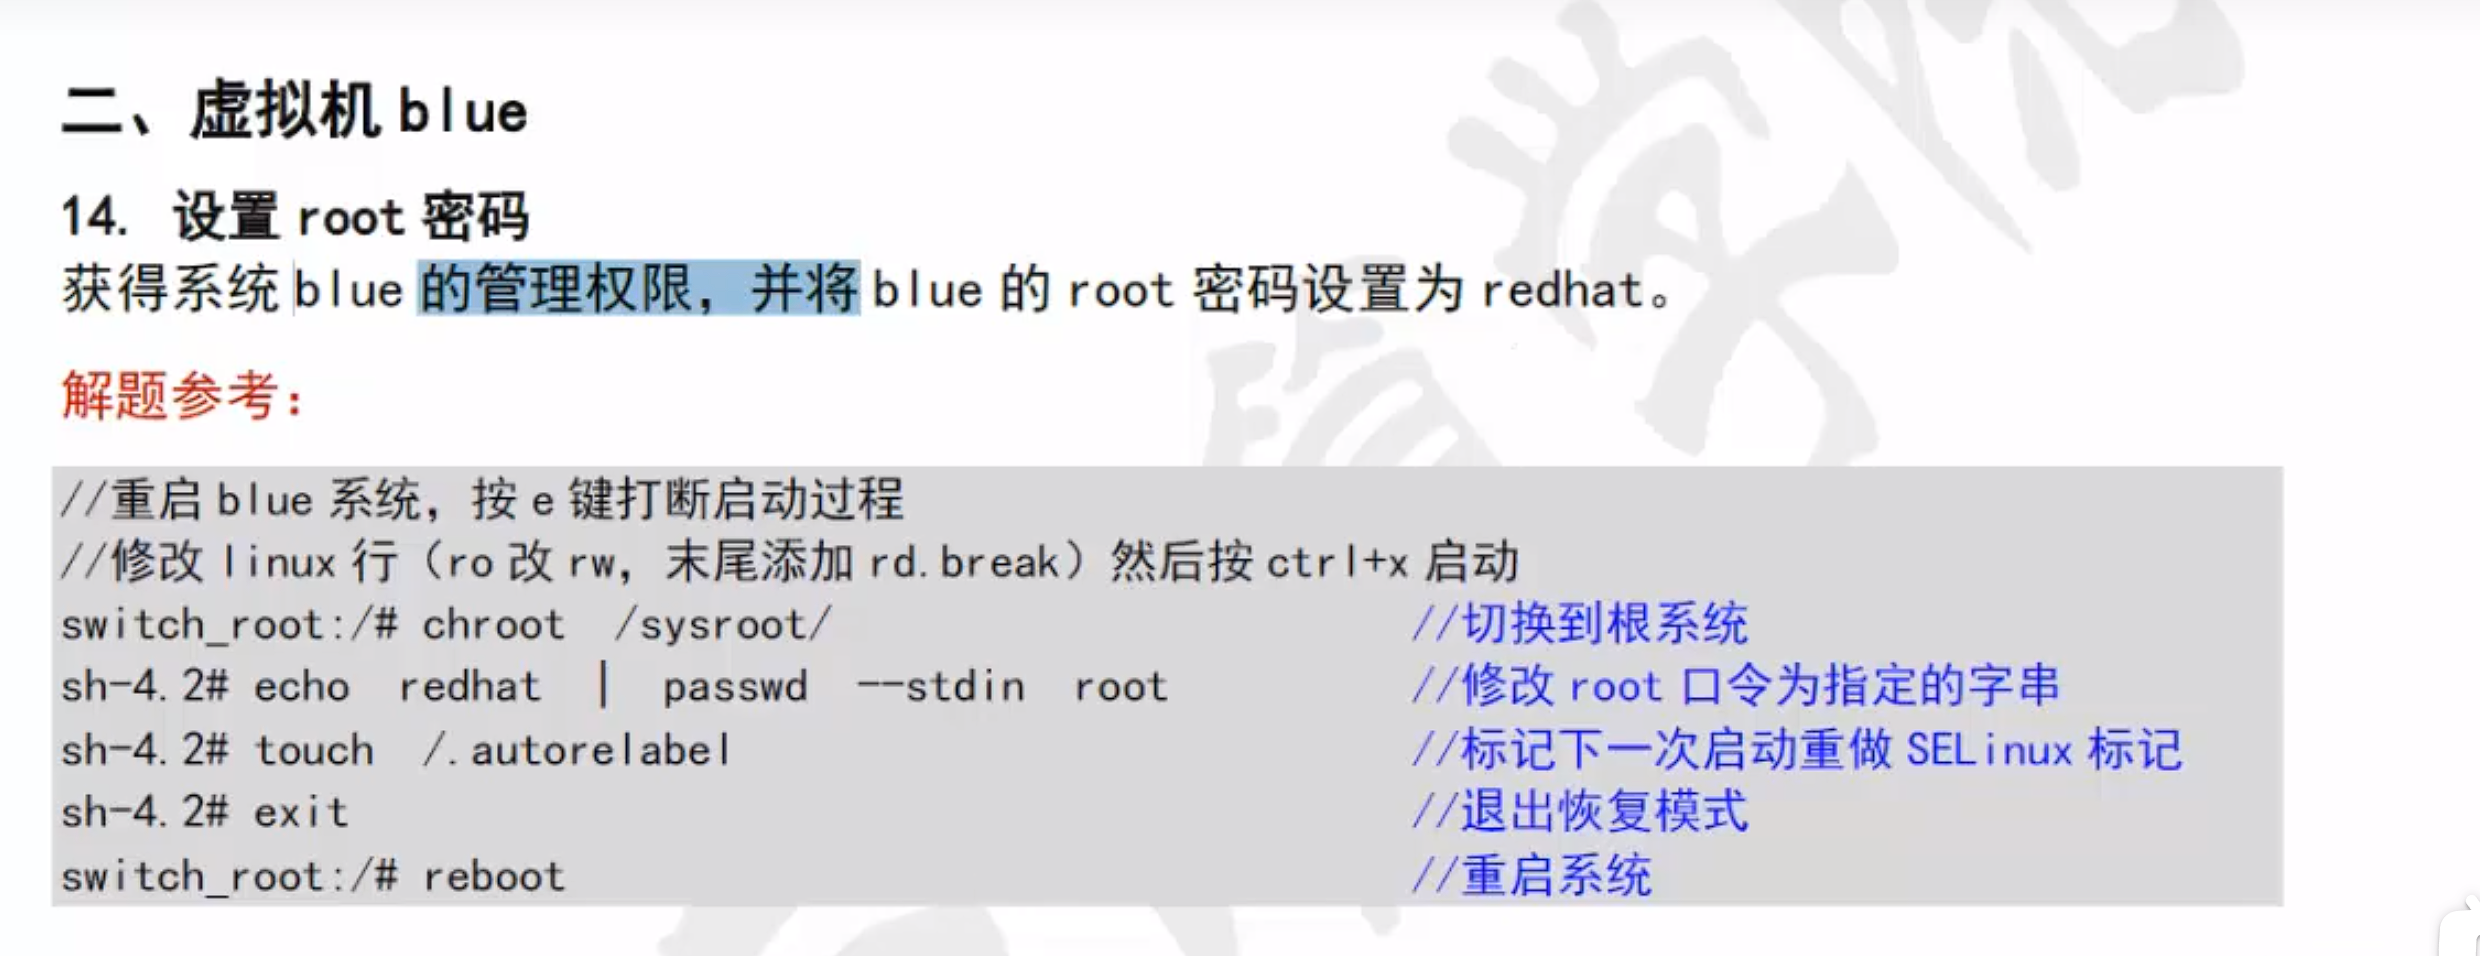 二、虚拟机 blue
14. 设置 root 密码
获得系统 blue 的管理权限，并将 blue 的 root 密码设置为 redhat。
解题参考：
//重启 blue 系统，按 e 键打断启动过程
//修改 linux 行（ro 改 rw，末尾添加 rd.break）然后按 ctrl+x 启动
switch_root:/# chroot /sysroot/ //切换到根系统
sh-4.2# echo redhat | passwd --stdin root //修改 root 口令为指定的字串
sh-4.2# touch /.autorelabel //标记下一次启动重做 SELinux 标记
sh-4.2# exit //退出恢复模式
switch_root:/# reboot //重启系统